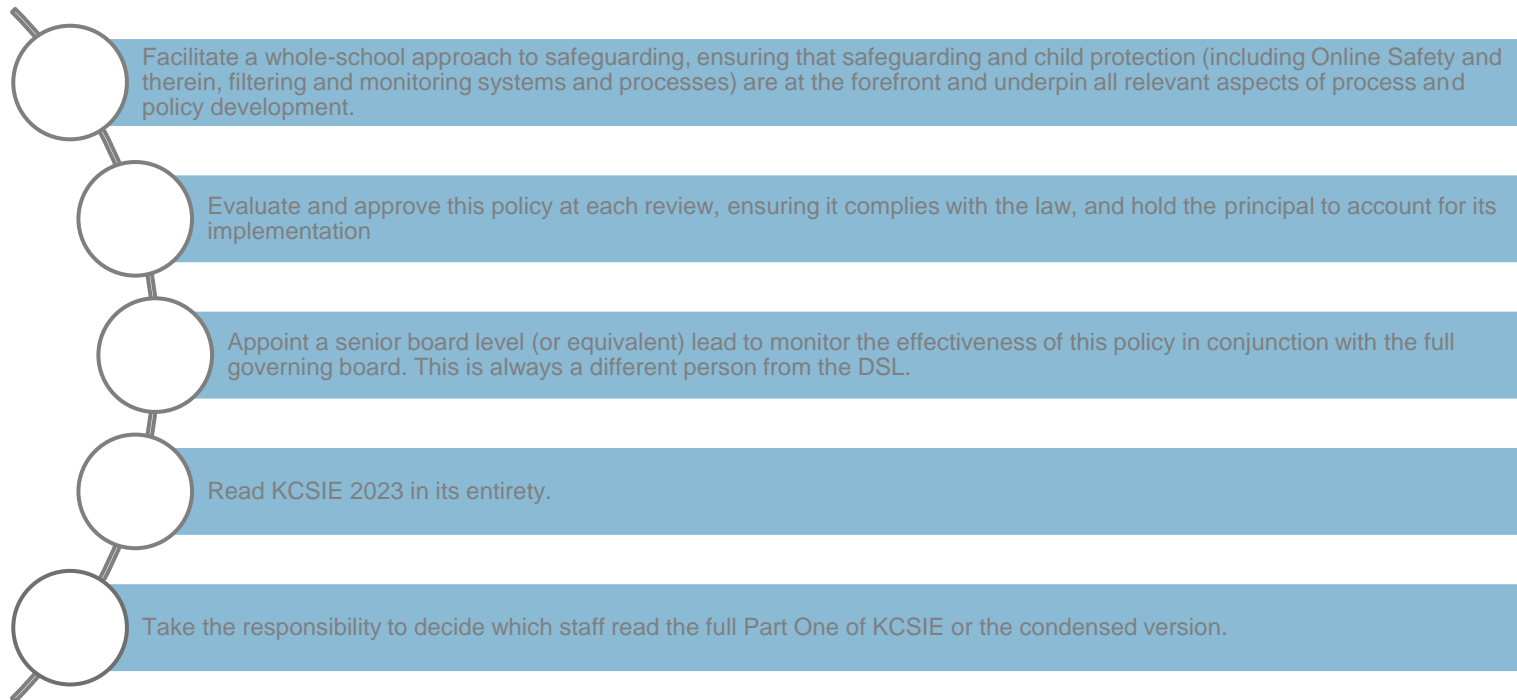 Facilitate a whole-school approach to safeguarding, ensuring that safeguarding and child protection (including Online Safety and
therein, filtering and monitoring systems and processes) are at the forefront and underpin all relevant aspects of process and
policy development.
Evaluate and approve this policy at each review, ensuring it complies with the law, and hold the principal to account for its
implementation
Appoint a senior board level (or equivalent) lead to monitor the effectiveness of this policy in conjunction with the full
governing board. This is always a different person from the DSL.
Read KCSIE 2023 in its entirety.
Take the responsibility to decide which staff read the full Part One of KCSIE or the condensed version.